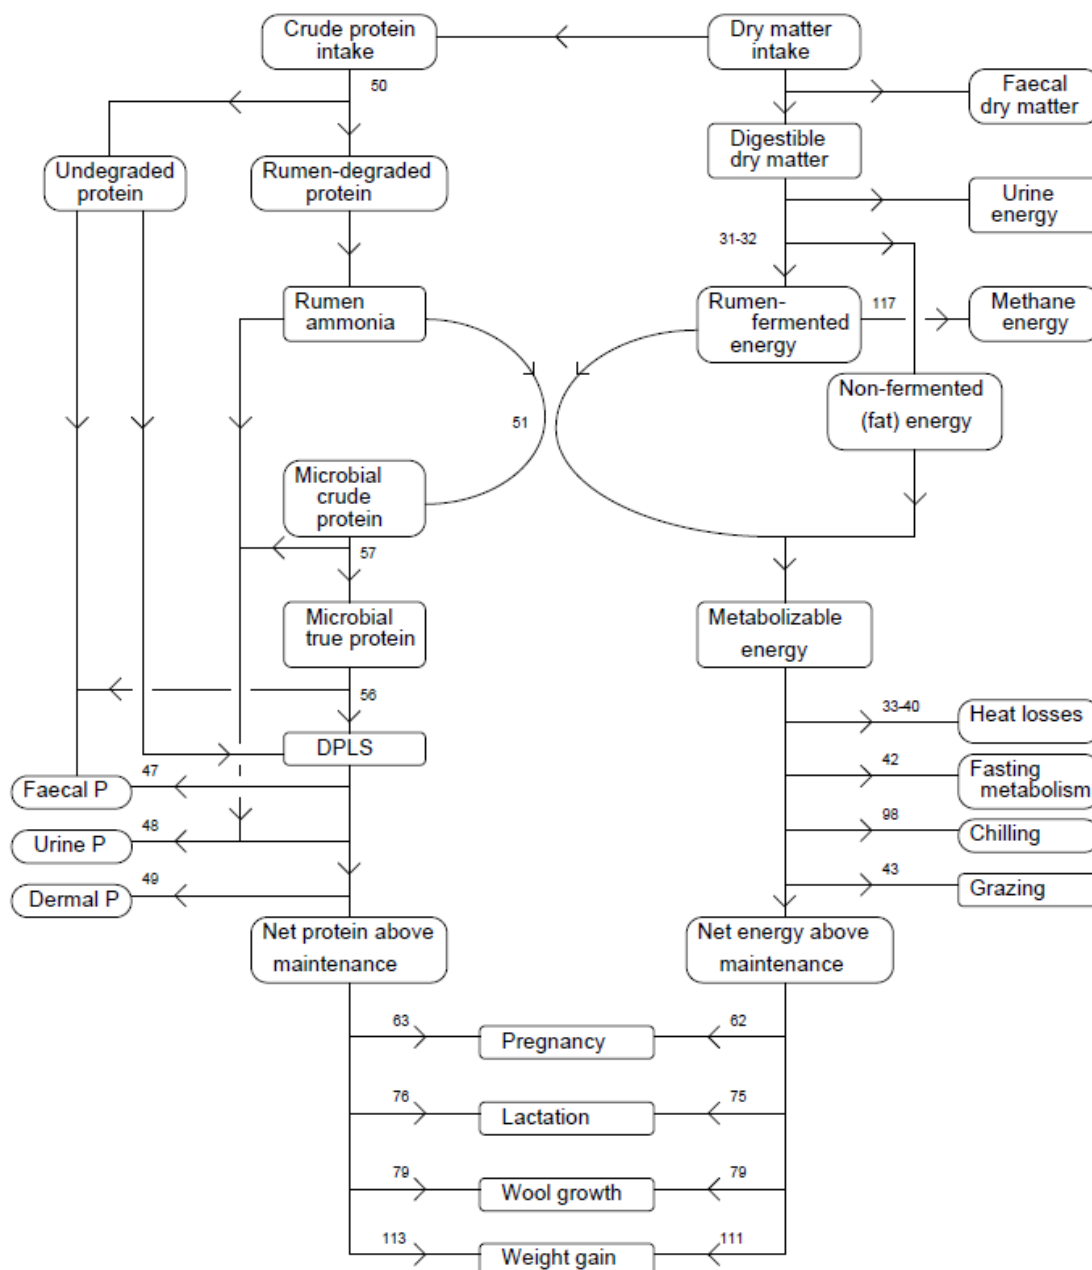 Crude protein
intake
Dry matter
intake
50
Faecal
dry matter
Digestible
dry matter
Undegraded
protein
Rumen-degraded
protein
Urine
energy
31-32
Rumen
ammonia
Rumen-
fermented
energy
117
Methane
energy
Non-fermented
(fat) energy
51
Microbial
crude
protein
57
Microbial
true protein
Metabolizable
energy
56
33-40
Heat losses
DPLS
47
Faecal P
42
Fasting
metabolism
48
Urine P
98
Chilling
49
Dermal P
43
Grazing
Net protein above
maintenance
Net energy above
maintenance
63
Pregnancy
62
76
Lactation
75
79
Wool growth
79
113
Weight gain
111